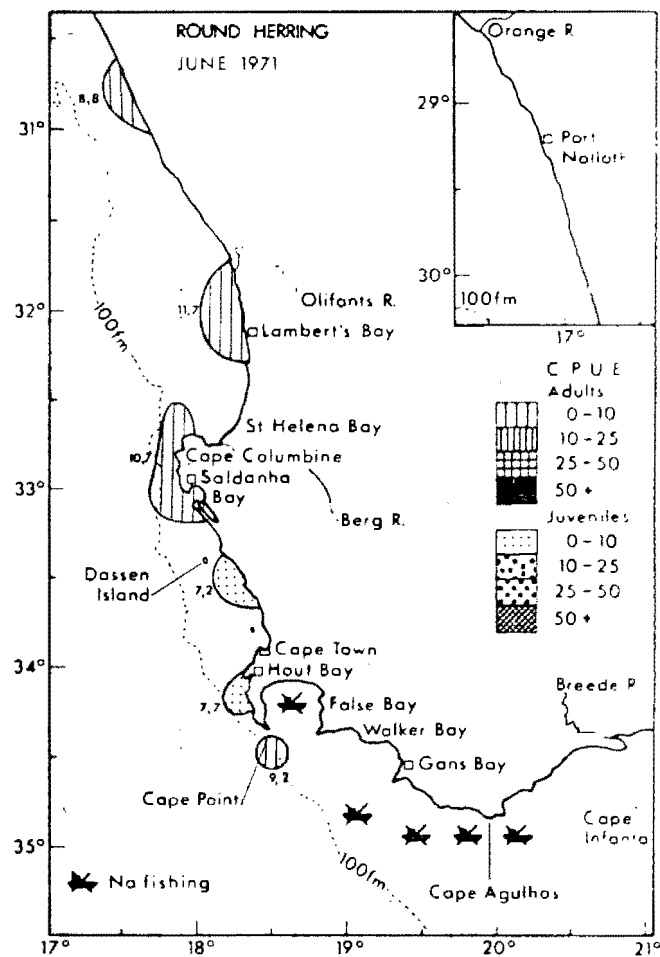 ROUND HERRING
JUNE 1971
Orange R.
29°
Port
Nolloth
30°
100fm
17°
8,8
31°
11,7
Olifants R.
32°
Lambert's Bay
100fm
C P U E
Adults
0-10
10-25
25-50
50+
Juveniles
0-10
10-25
25-50
50+
St Helena Bay
10,7
Cape Columbine
Saldanha
Bay
33°
Berg R.
Dassen
Island
7,2
Cape Town
34°
Hout Bay
7,7
False Bay
Breede R
Walker Bay
Gans Bay
9,2
Cape Point
35°
Cape
Infanta
100fm
No fishing
Cape Agulhas
17°
18°
19°
20°
21°